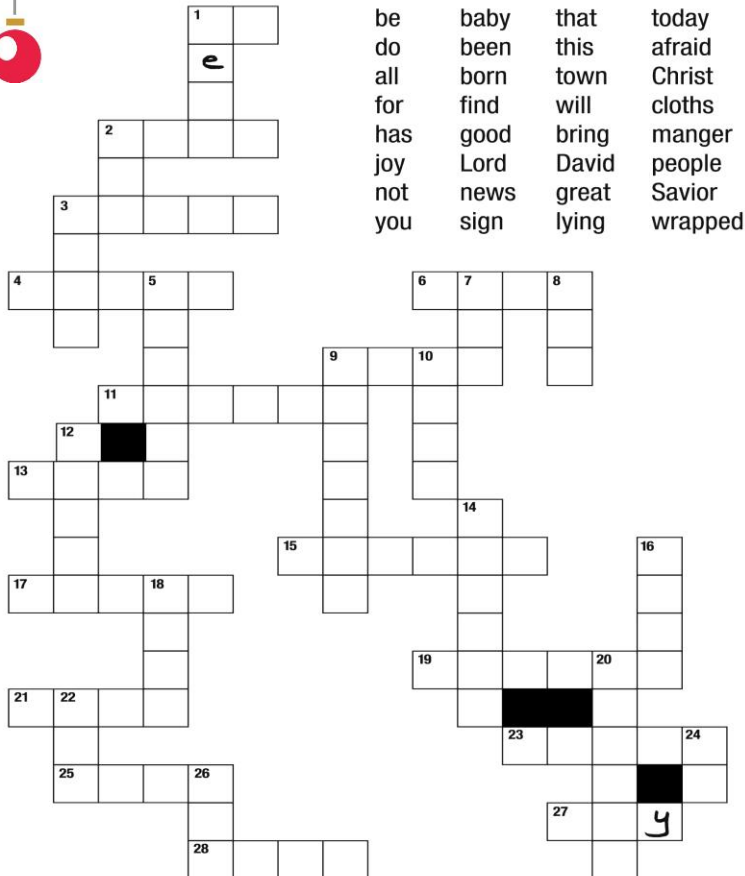 1
be baby that today
e
do been this afraid
all born town Christ
for find will cloths
2
has good bring manger
joy Lord David people
3
not news great Savior
you sign lying wrapped
4 5 6 7 8
9 10
11
12
13
14
15 16
17 18
19 20
21 22
23 24
25 26
27 y
28